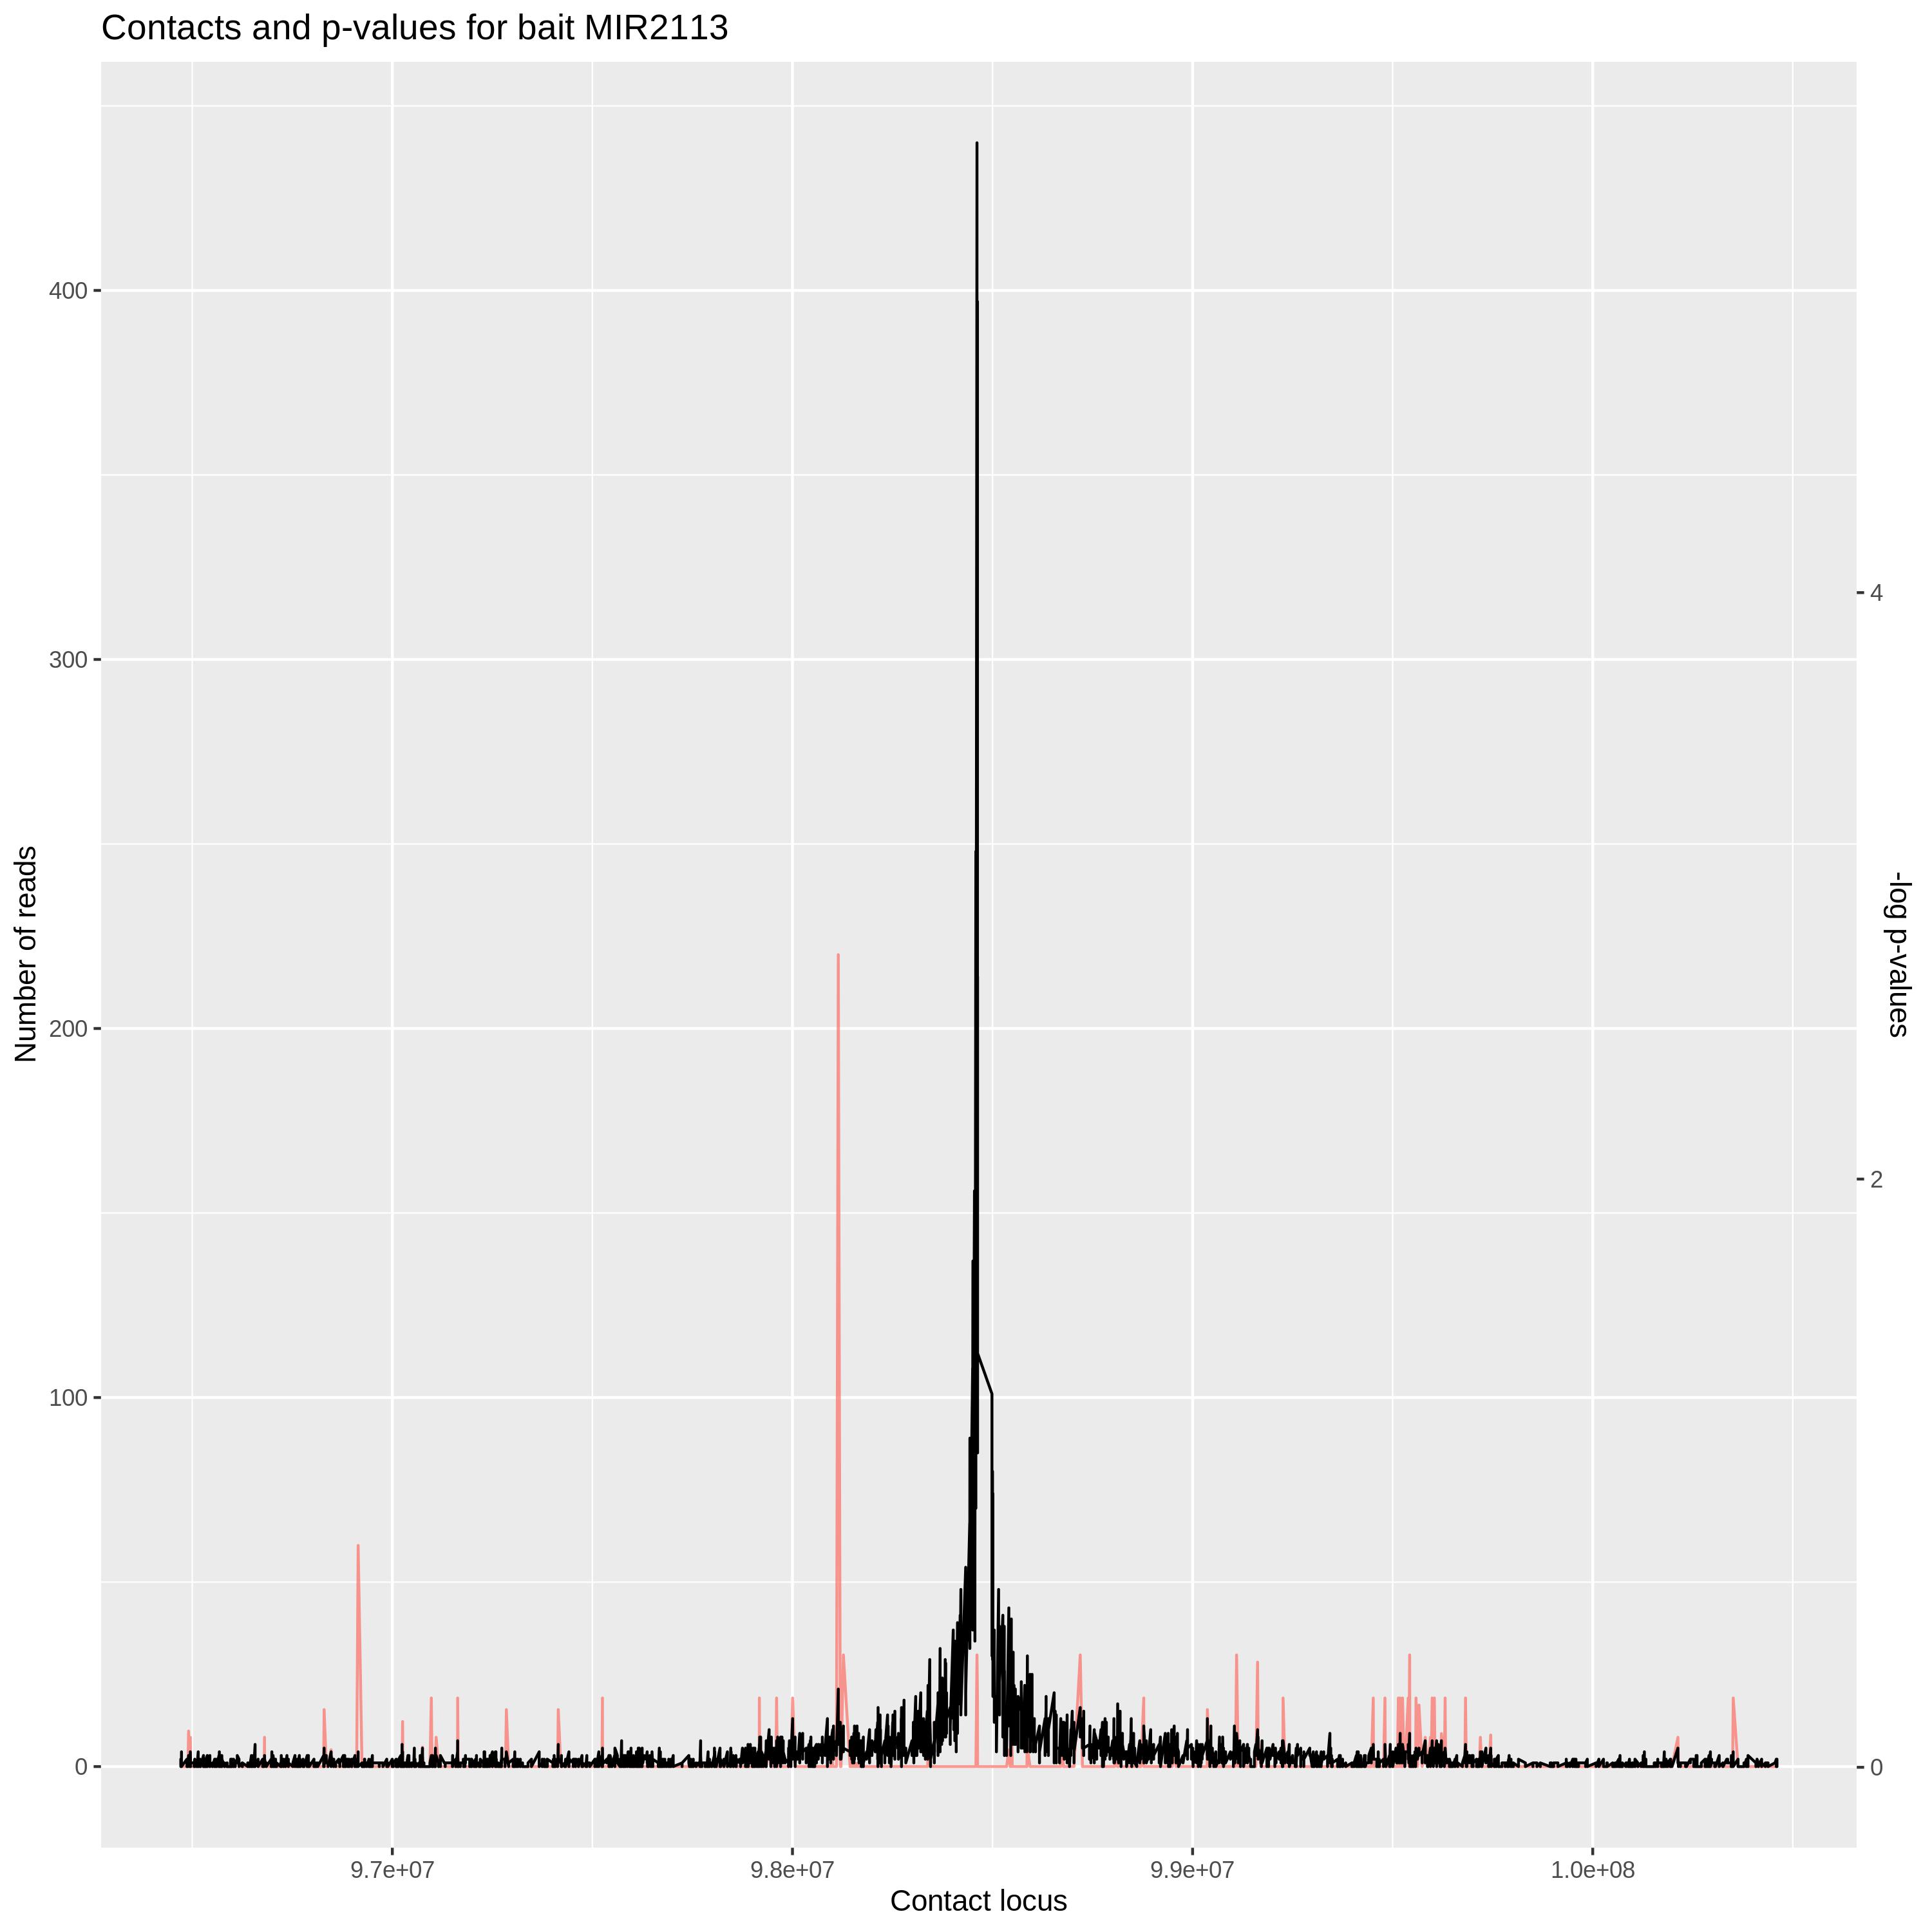 Contacts and p-values for bait MIR2113
Number of reads
400
300
200
100
0
4
2
0
-log p-values
9.7e+07
9.8e+07
9.9e+07
1.0e+08
Contact locus